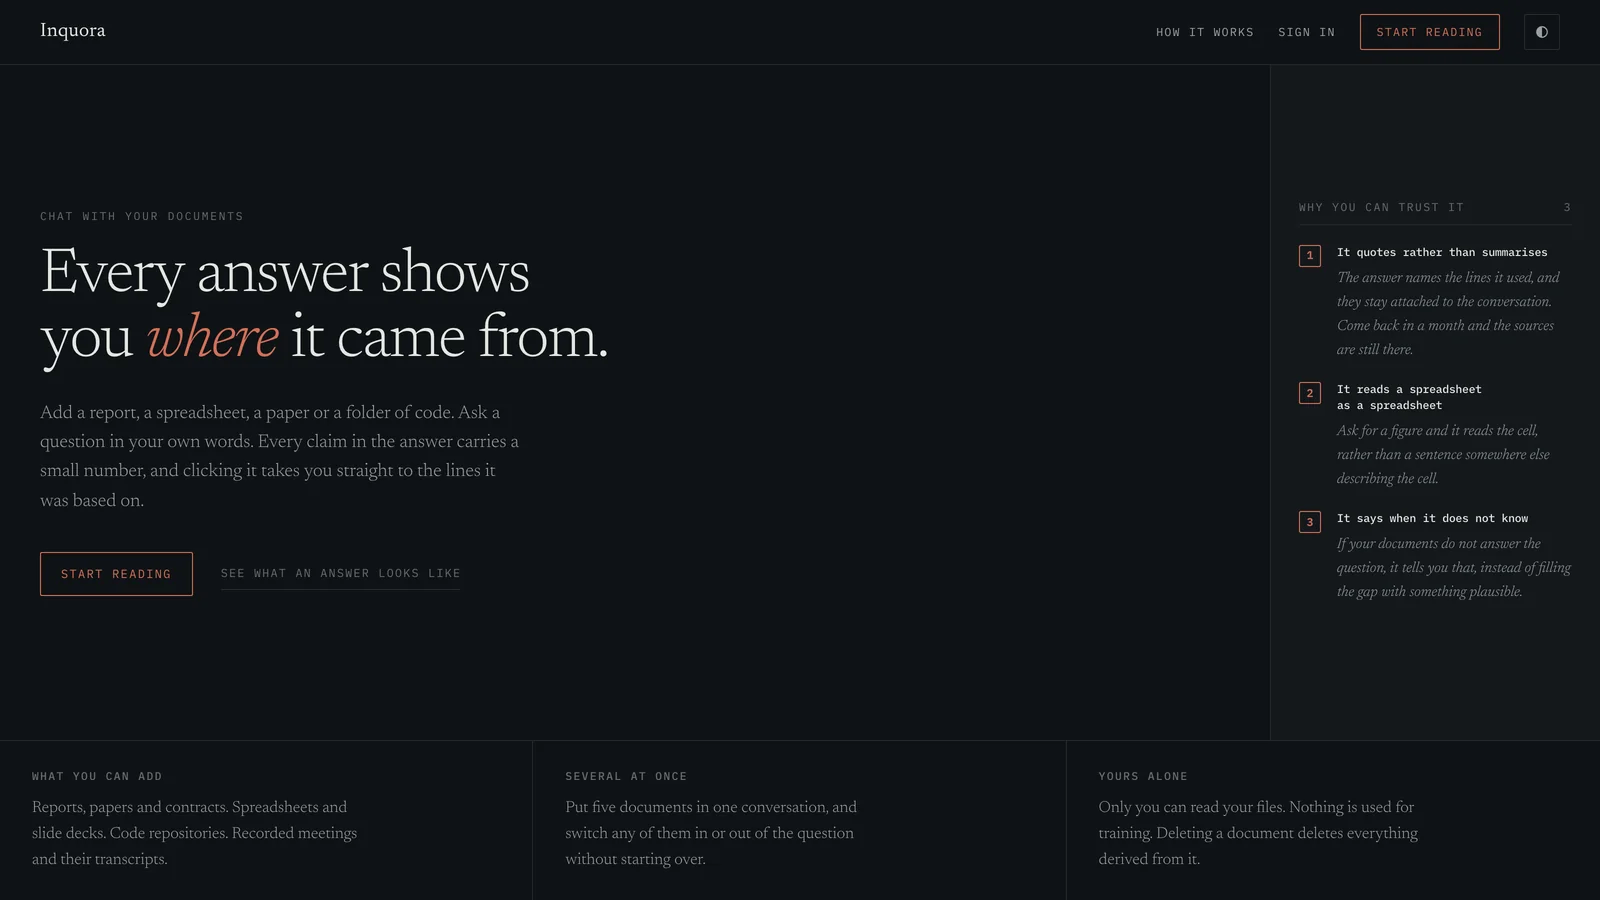 Inquora
HOW IT WORKS
SIGN IN
START READING
CHAT WITH YOUR DOCUMENTS
Every answer shows
you where it came from.
Add a report, a spreadsheet, a paper or a folder of code. Ask a
question in your own words. Every claim in the answer carries a
small number, and clicking it takes you straight to the lines it
was based on.
START READING
SEE WHAT AN ANSWER LOOKS LIKE
WHY YOU CAN TRUST IT 3
1 It quotes rather than summarises
The answer names the lines it used, and
they stay attached to the conversation.
Come back in a month and the sources
are still there.
2 It reads a spreadsheet
as a spreadsheet
Ask for a figure and it reads the cell,
rather than a sentence somewhere else
describing the cell.
3 It says when it does not know
If your documents do not answer the
question, it tells you that, instead of filling
the gap with something plausible.
WHAT YOU CAN ADD
Reports, papers and contracts. Spreadsheets and
slide decks. Code repositories. Recorded meetings
and their transcripts.
SEVERAL AT ONCE
Put five documents in one conversation, and
switch any of them in or out of the question
without starting over.
YOURS ALONE
Only you can read your files. Nothing is used for
training. Deleting a document deletes everything
derived from it.